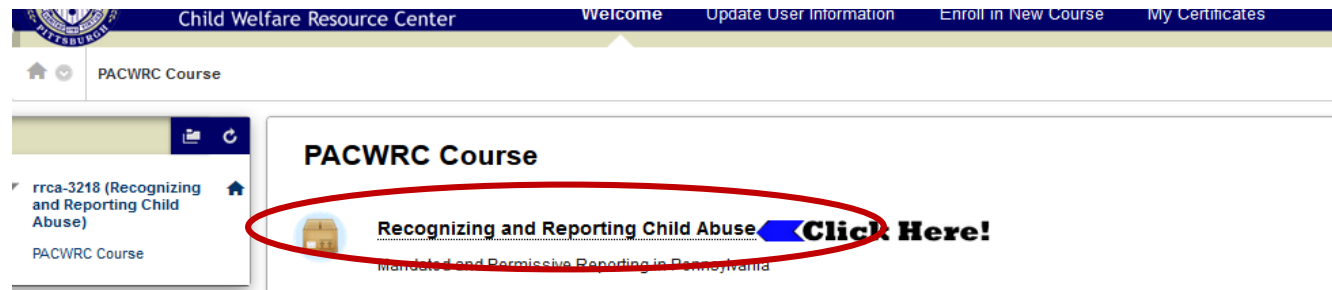 PITTSBURGH
Child Welfare Resource Center
Welcome Update User Information Enroll in New Course My Certificates
PACWRC Course
rrca-3218 (Recognizing
and Reporting Child
Abuse)
PACWRC Course
PACWRC Course
Recognizing and Reporting Child Abuse Click Here!
Mandated and Permissive Reporting in Pennsylvania